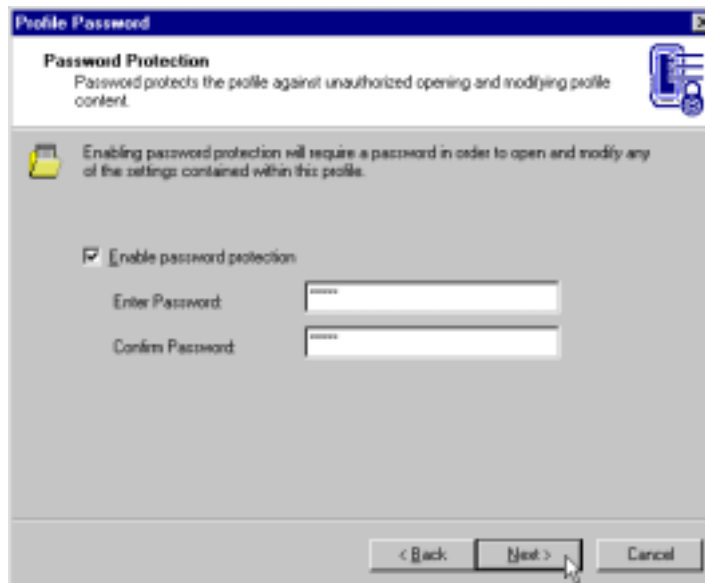 Profile Password
Password Protection
Password protects the profile against unauthorized opening and modifying profile
content.
Enabling password protection will require a password in order to open and modify any
of the settings contained within this profile.
Enable password protection
Enter Password:
*****
Confirm Password:
*****
< Back
Next >
Cancel